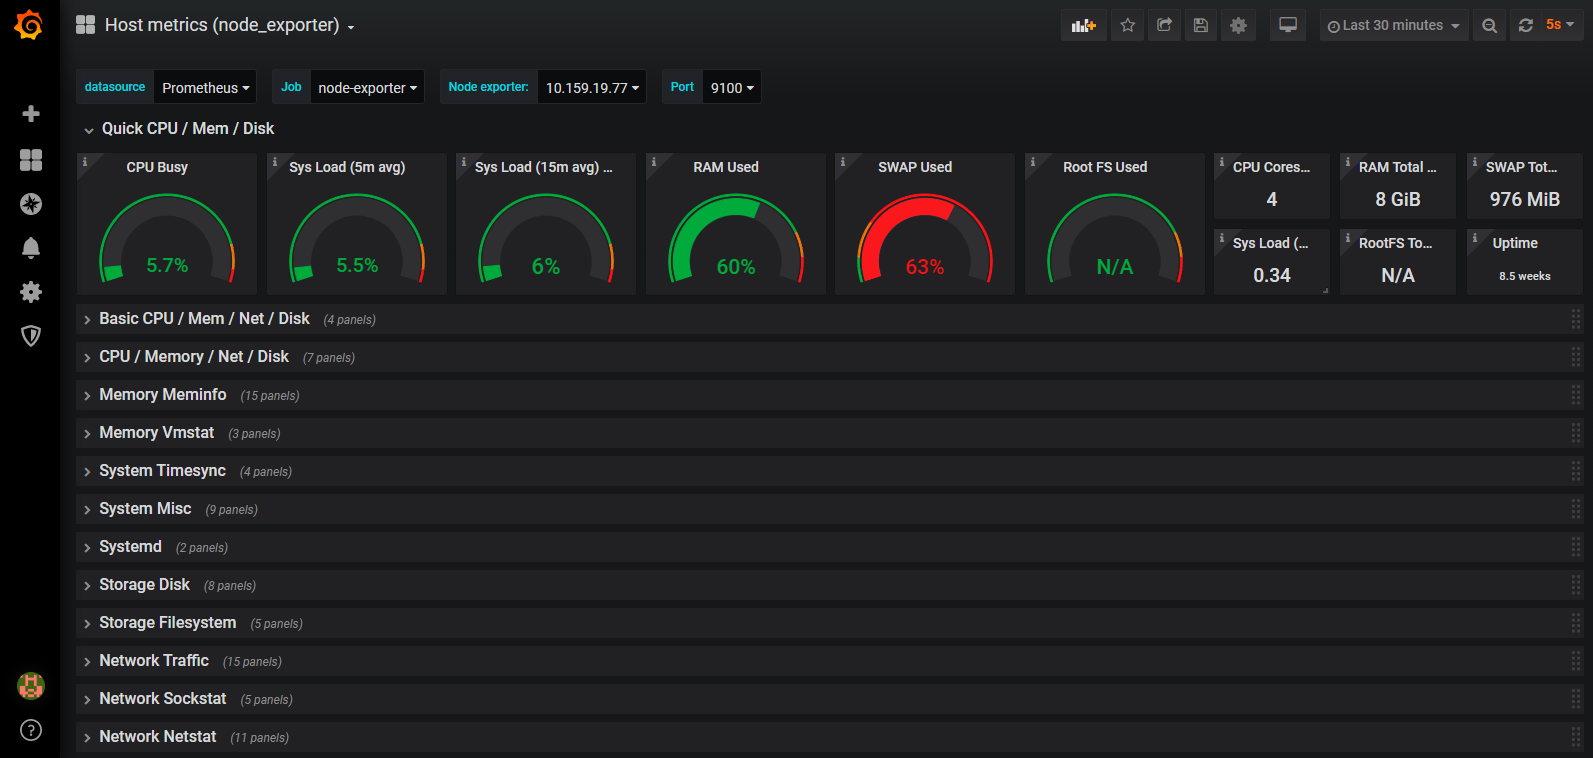 Host metrics (node_exporter)
Last 30 minutes
5s
datasource Prometheus Job node-exporter Node exporter: 10.159.19.77 Port 9100
Quick CPU / Mem / Disk
CPU Busy
5.7%
Sys Load (5m avg)
5.5%
Sys Load (15m avg) ...
6%
RAM Used
60%
SWAP Used
63%
Root FS Used
N/A
CPU Cores...
4
RAM Total ...
8 GiB
SWAP Tot...
976 MiB
Sys Load (...
0.34
RootFS To...
N/A
Uptime
8.5 weeks
Basic CPU / Mem / Net / Disk (4 panels)
CPU / Memory / Net / Disk (7 panels)
Memory Meminfo (15 panels)
Memory Vmstat (3 panels)
System Timesync (4 panels)
System Misc (9 panels)
Systemd (2 panels)
Storage Disk (8 panels)
Storage Filesystem (5 panels)
Network Traffic (15 panels)
Network Sockstat (5 panels)
Network Netstat (11 panels)